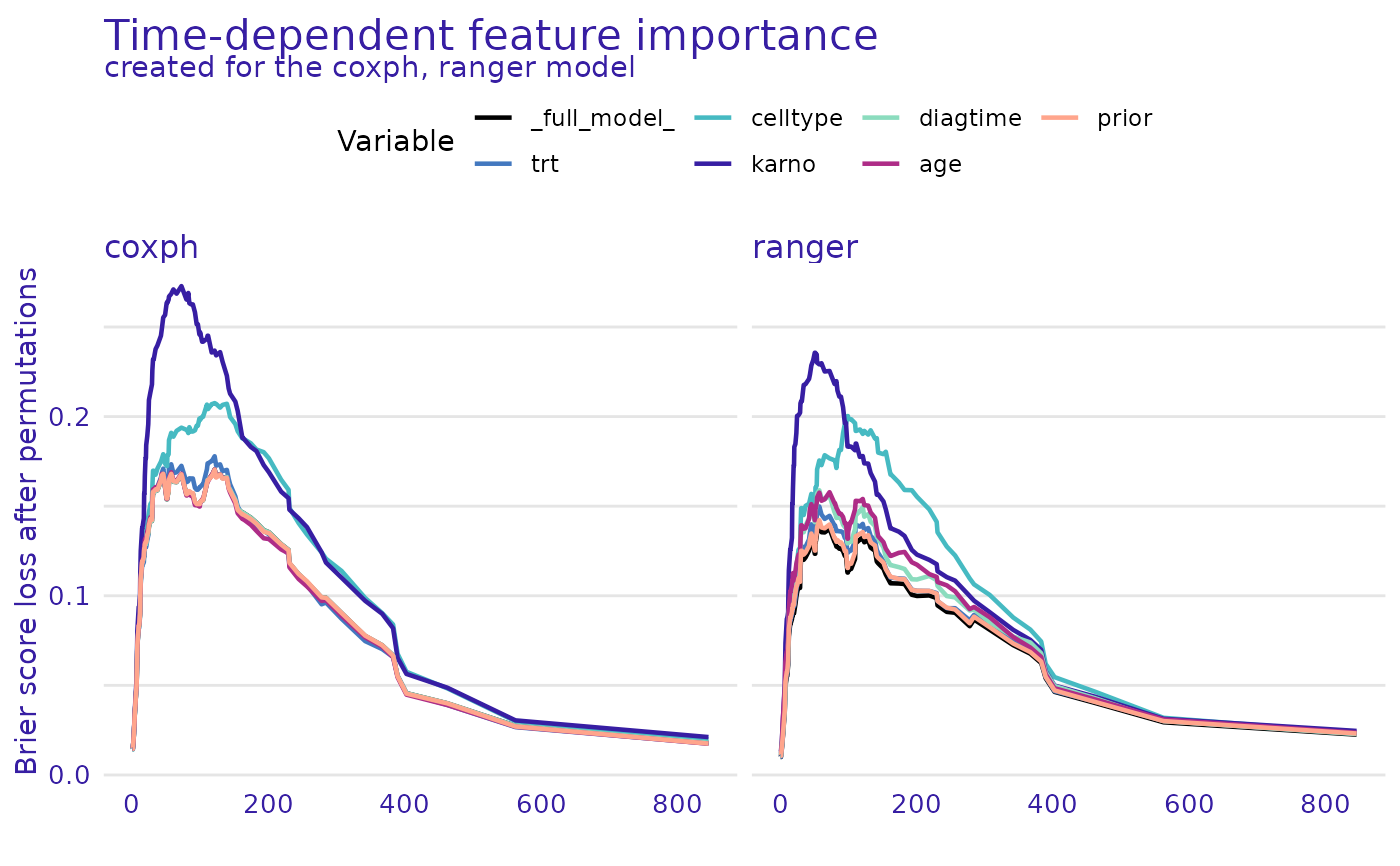 Time-dependent feature importance
created for the coxph, ranger model
Variable
_full_model_ celltype diagtime prior
trt karno age
coxph ranger
Brier score loss after permutations
0.2
0.1
0.0
0 200 400 600 800 0 200 400 600 800